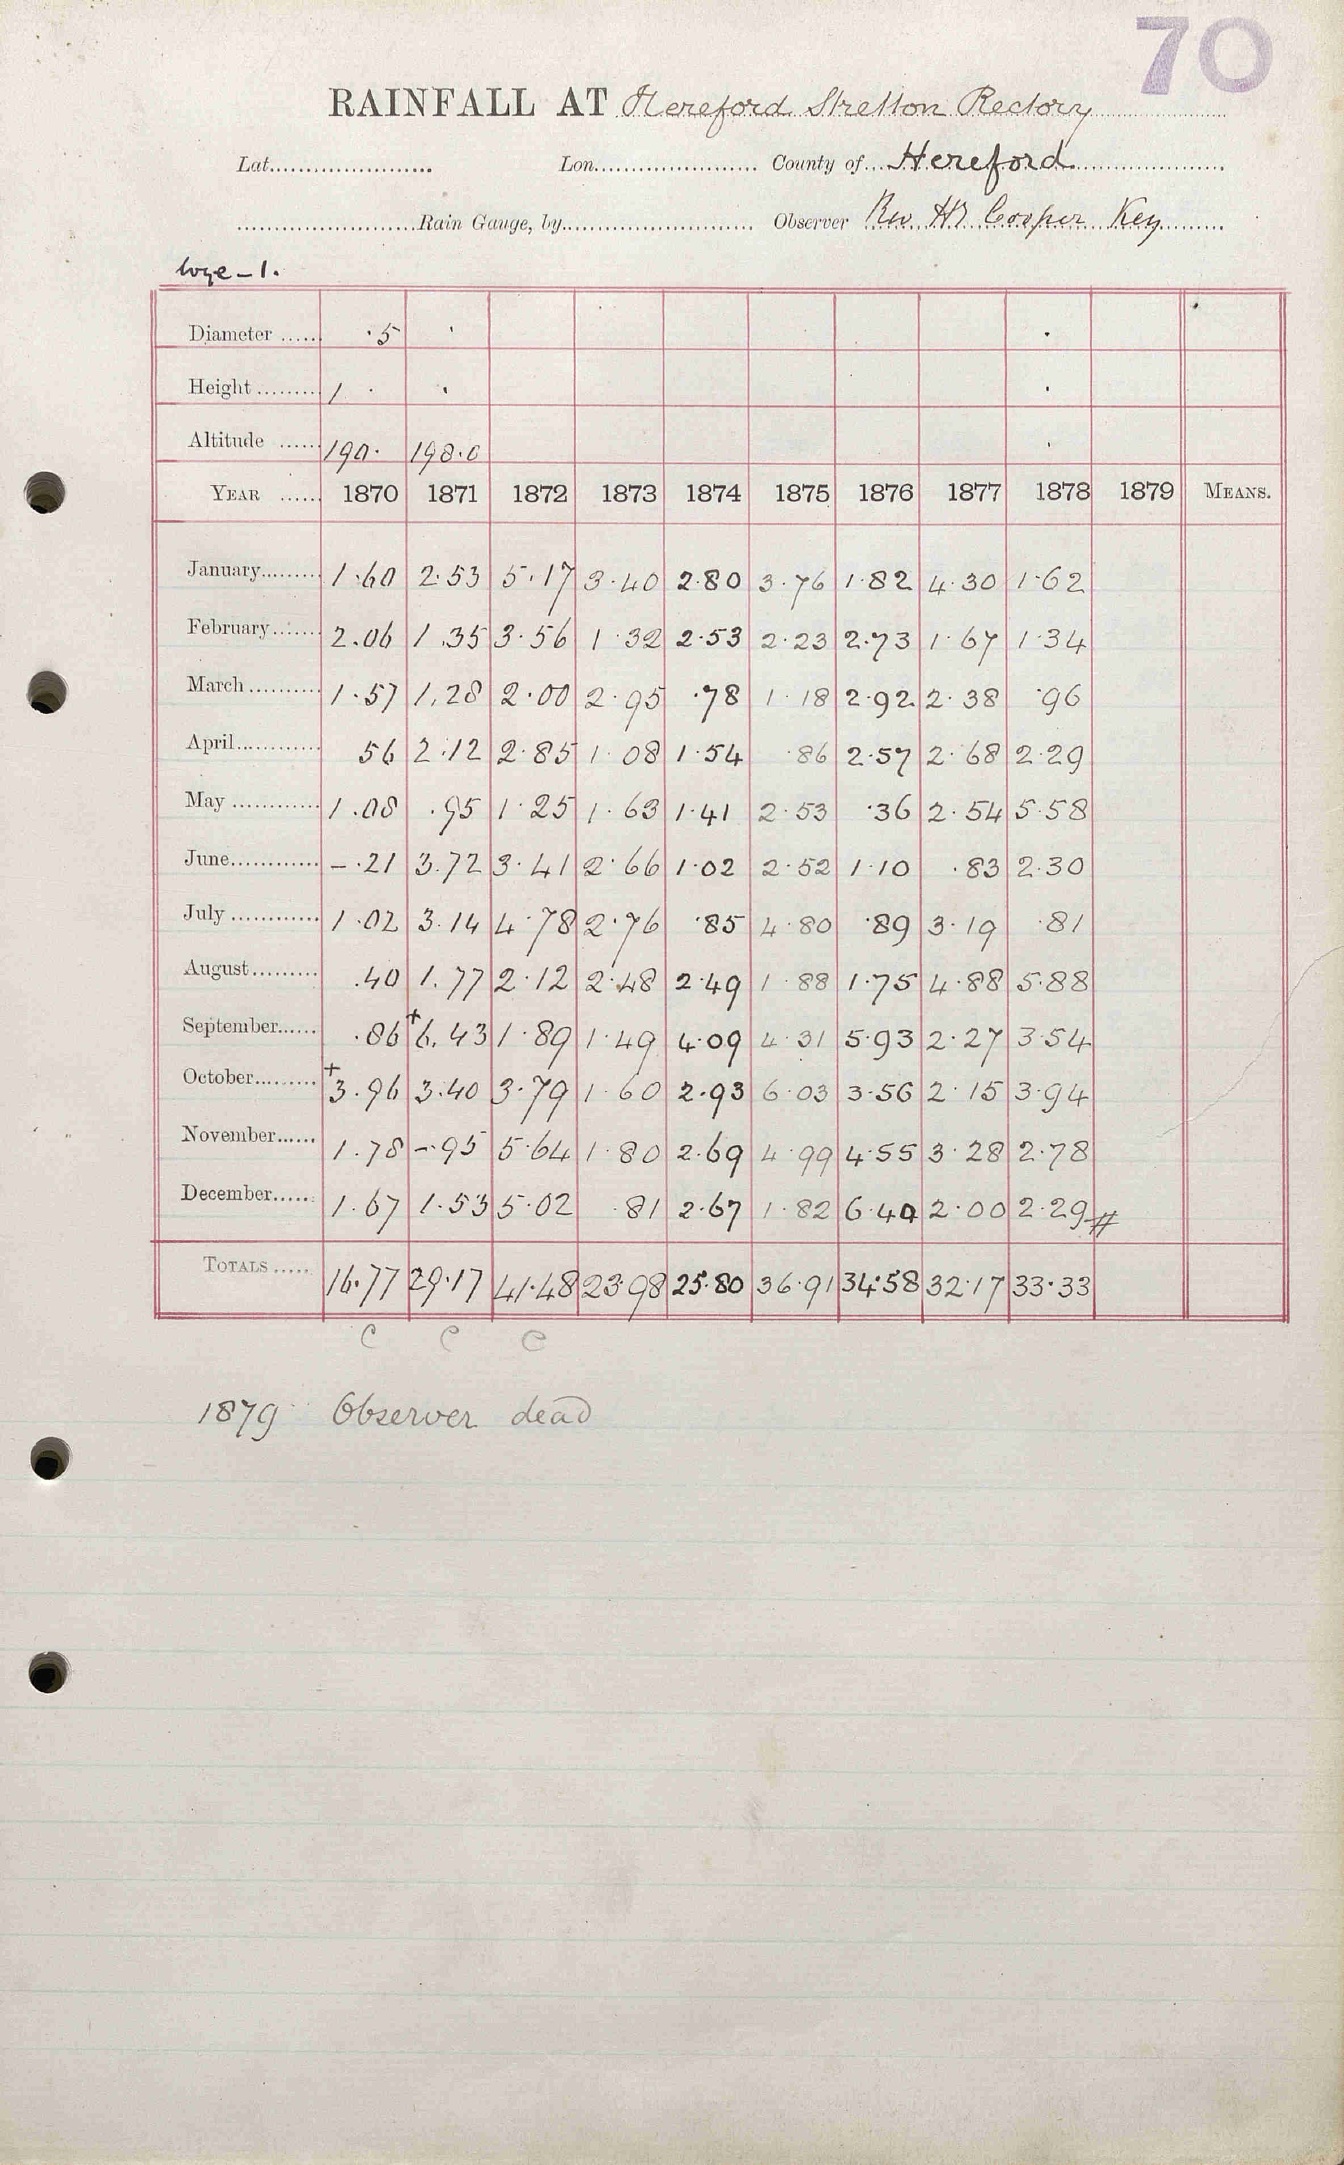 70
RAINFALL AT Hereford Stretton Rectory
Lat. Lon. County of Hereford
Rain Gauge, by Observer Rev. Hy Cooper Key
Wye - 1.
Diameter ·5 · ·
Height 1 · · ·
Altitude 190· 198·0 ·
YEAR 1870 1871 1872 1873 1874 1875 1876 1877 1878 1879 MEANS.
January 1·60 2·53 5·17 3·40 2·80 3·76 1·82 4·30 1·62
February 2.06 1.35 3·56 1·32 2·53 2·23 2·73 1·67 1·34
March 1·57 1.28 2·00 2·95 ·78 1·18 2·92 2·38 ·96
April 56 2·12 2·85 1·08 1·54 ·86 2·57 2·68 2·29
May 1.08 .95 1·25 1·63 1·41 2·53 ·36 2·54 5·58
June -·21 3.72 3·41 2·66 1·02 2·52 1·10 ·83 2·30
July 1·02 3·14 4·78 2·76 ·85 4·80 ·89 3·19 ·81
August .40 1.77 2·12 2·48 2·49 1·88 1·75 4·88 5·88
September ·86 +6.43 1·89 1·49 4·09 4·31 5·93 2·27 3·54
October +3.96 3.40 3·79 1·60 2·93 6·03 3·56 2·15 3·94
November 1.78 -·95 5·64 1·80 2·69 4·99 4·55 3·28 2·78
December 1·67 1·53 5·02 ·81 2·67 1·82 6·40 2·00 2·29 #
TOTALS 16·77 29·17 41·48 23·98 25·80 36·91 34·58 32·17 33·33
C C C
1879 Observer dead